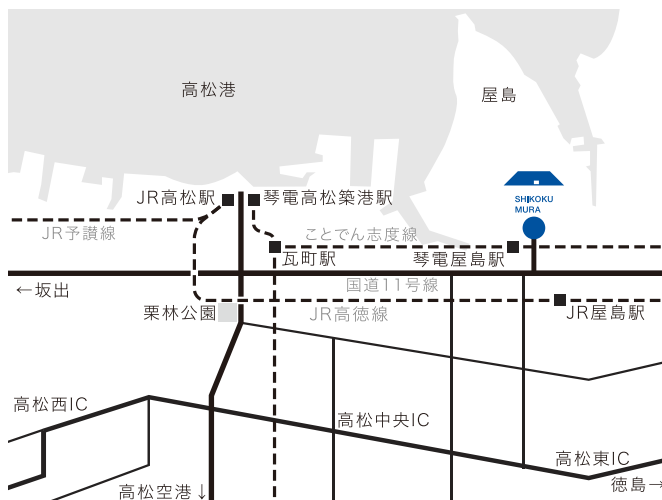 高松港
屋島
SHIKOKU
MURA
JR高松駅
琴電高松築港駅
JR予讃線
ことでん志度線
瓦町駅
琴電屋島駅
←坂出
国道11号線
栗林公園
JR高徳線
JR屋島駅
高松西IC
高松中央IC
高松東IC
高松空港↓
徳島→